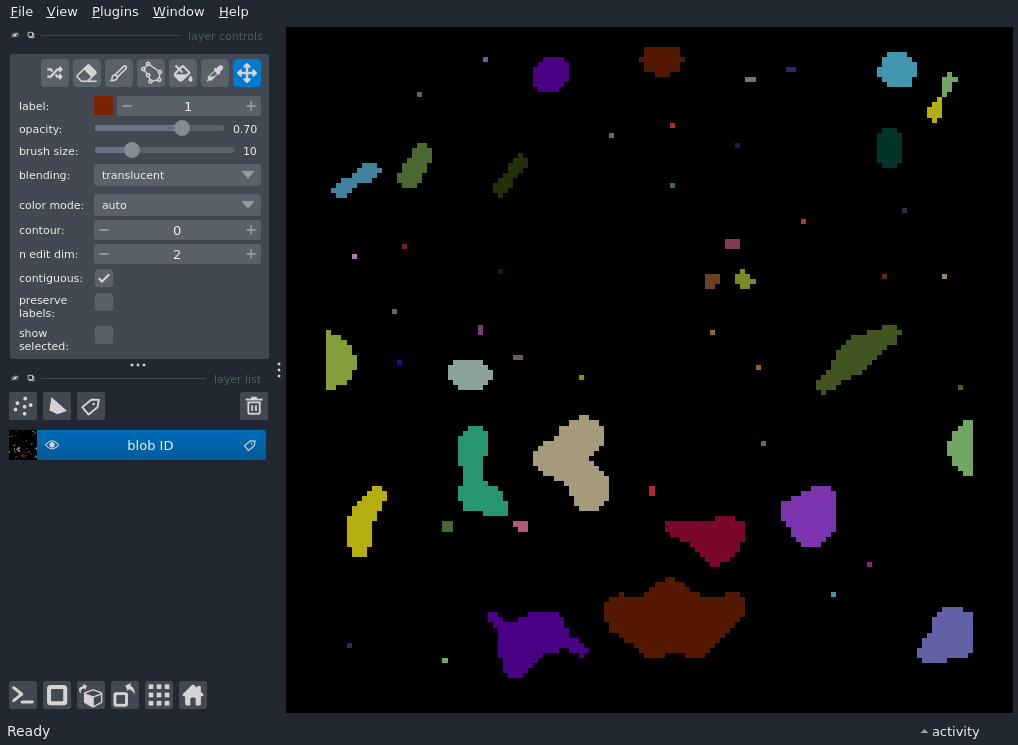 File View Plugins Window Help
layer controls
label: 1
opacity: 0.70
brush size: 10
blending: translucent
color mode: auto
contour: 0
n edit dim: 2
contiguous:
preserve
labels:
show
selected:
layer list
blob ID
Ready
activity